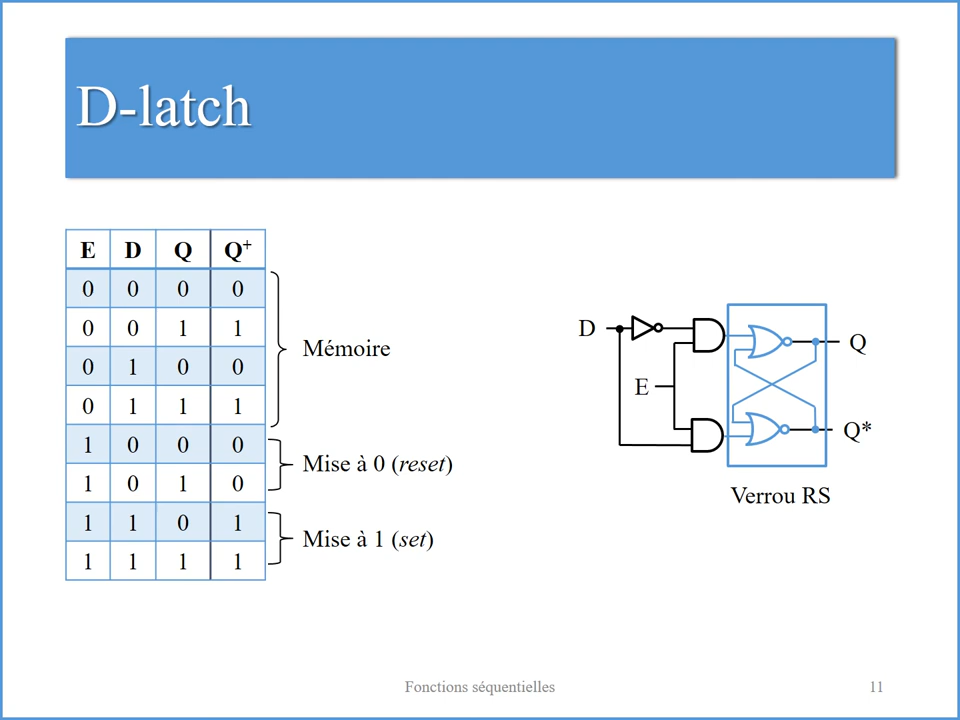 D-latch
E D Q Q⁺
0 0 0 0
0 0 1 1
0 1 0 0
0 1 1 1
1 0 0 0
1 0 1 0
1 1 0 1
1 1 1 1
Mémoire
Mise à 0 (reset)
Mise à 1 (set)
D
E
Q
Q*
Verrou RS
Fonctions séquentielles
11